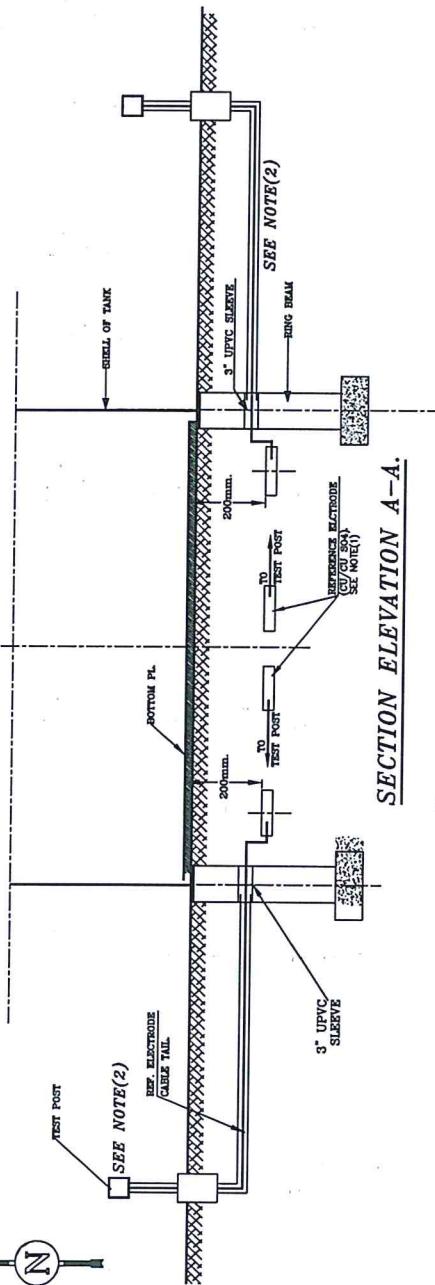 N
TEST POST
SEE NOTE(2)
REF. ELECTRODE
CABLE TAIL
3" UPVC
SLEEVE
BOTTOM PL.
200mm.
TO
TEST POST
SHELL OF TANK
200mm.
TO
TEST POST
REFERENCE ELCTRODE
(CU/CU SO4)
SEE NOTE(1)
3" UPVC SLEEVE
RING BEAM
SEE NOTE(2)
SECTION ELEVATION A-A.